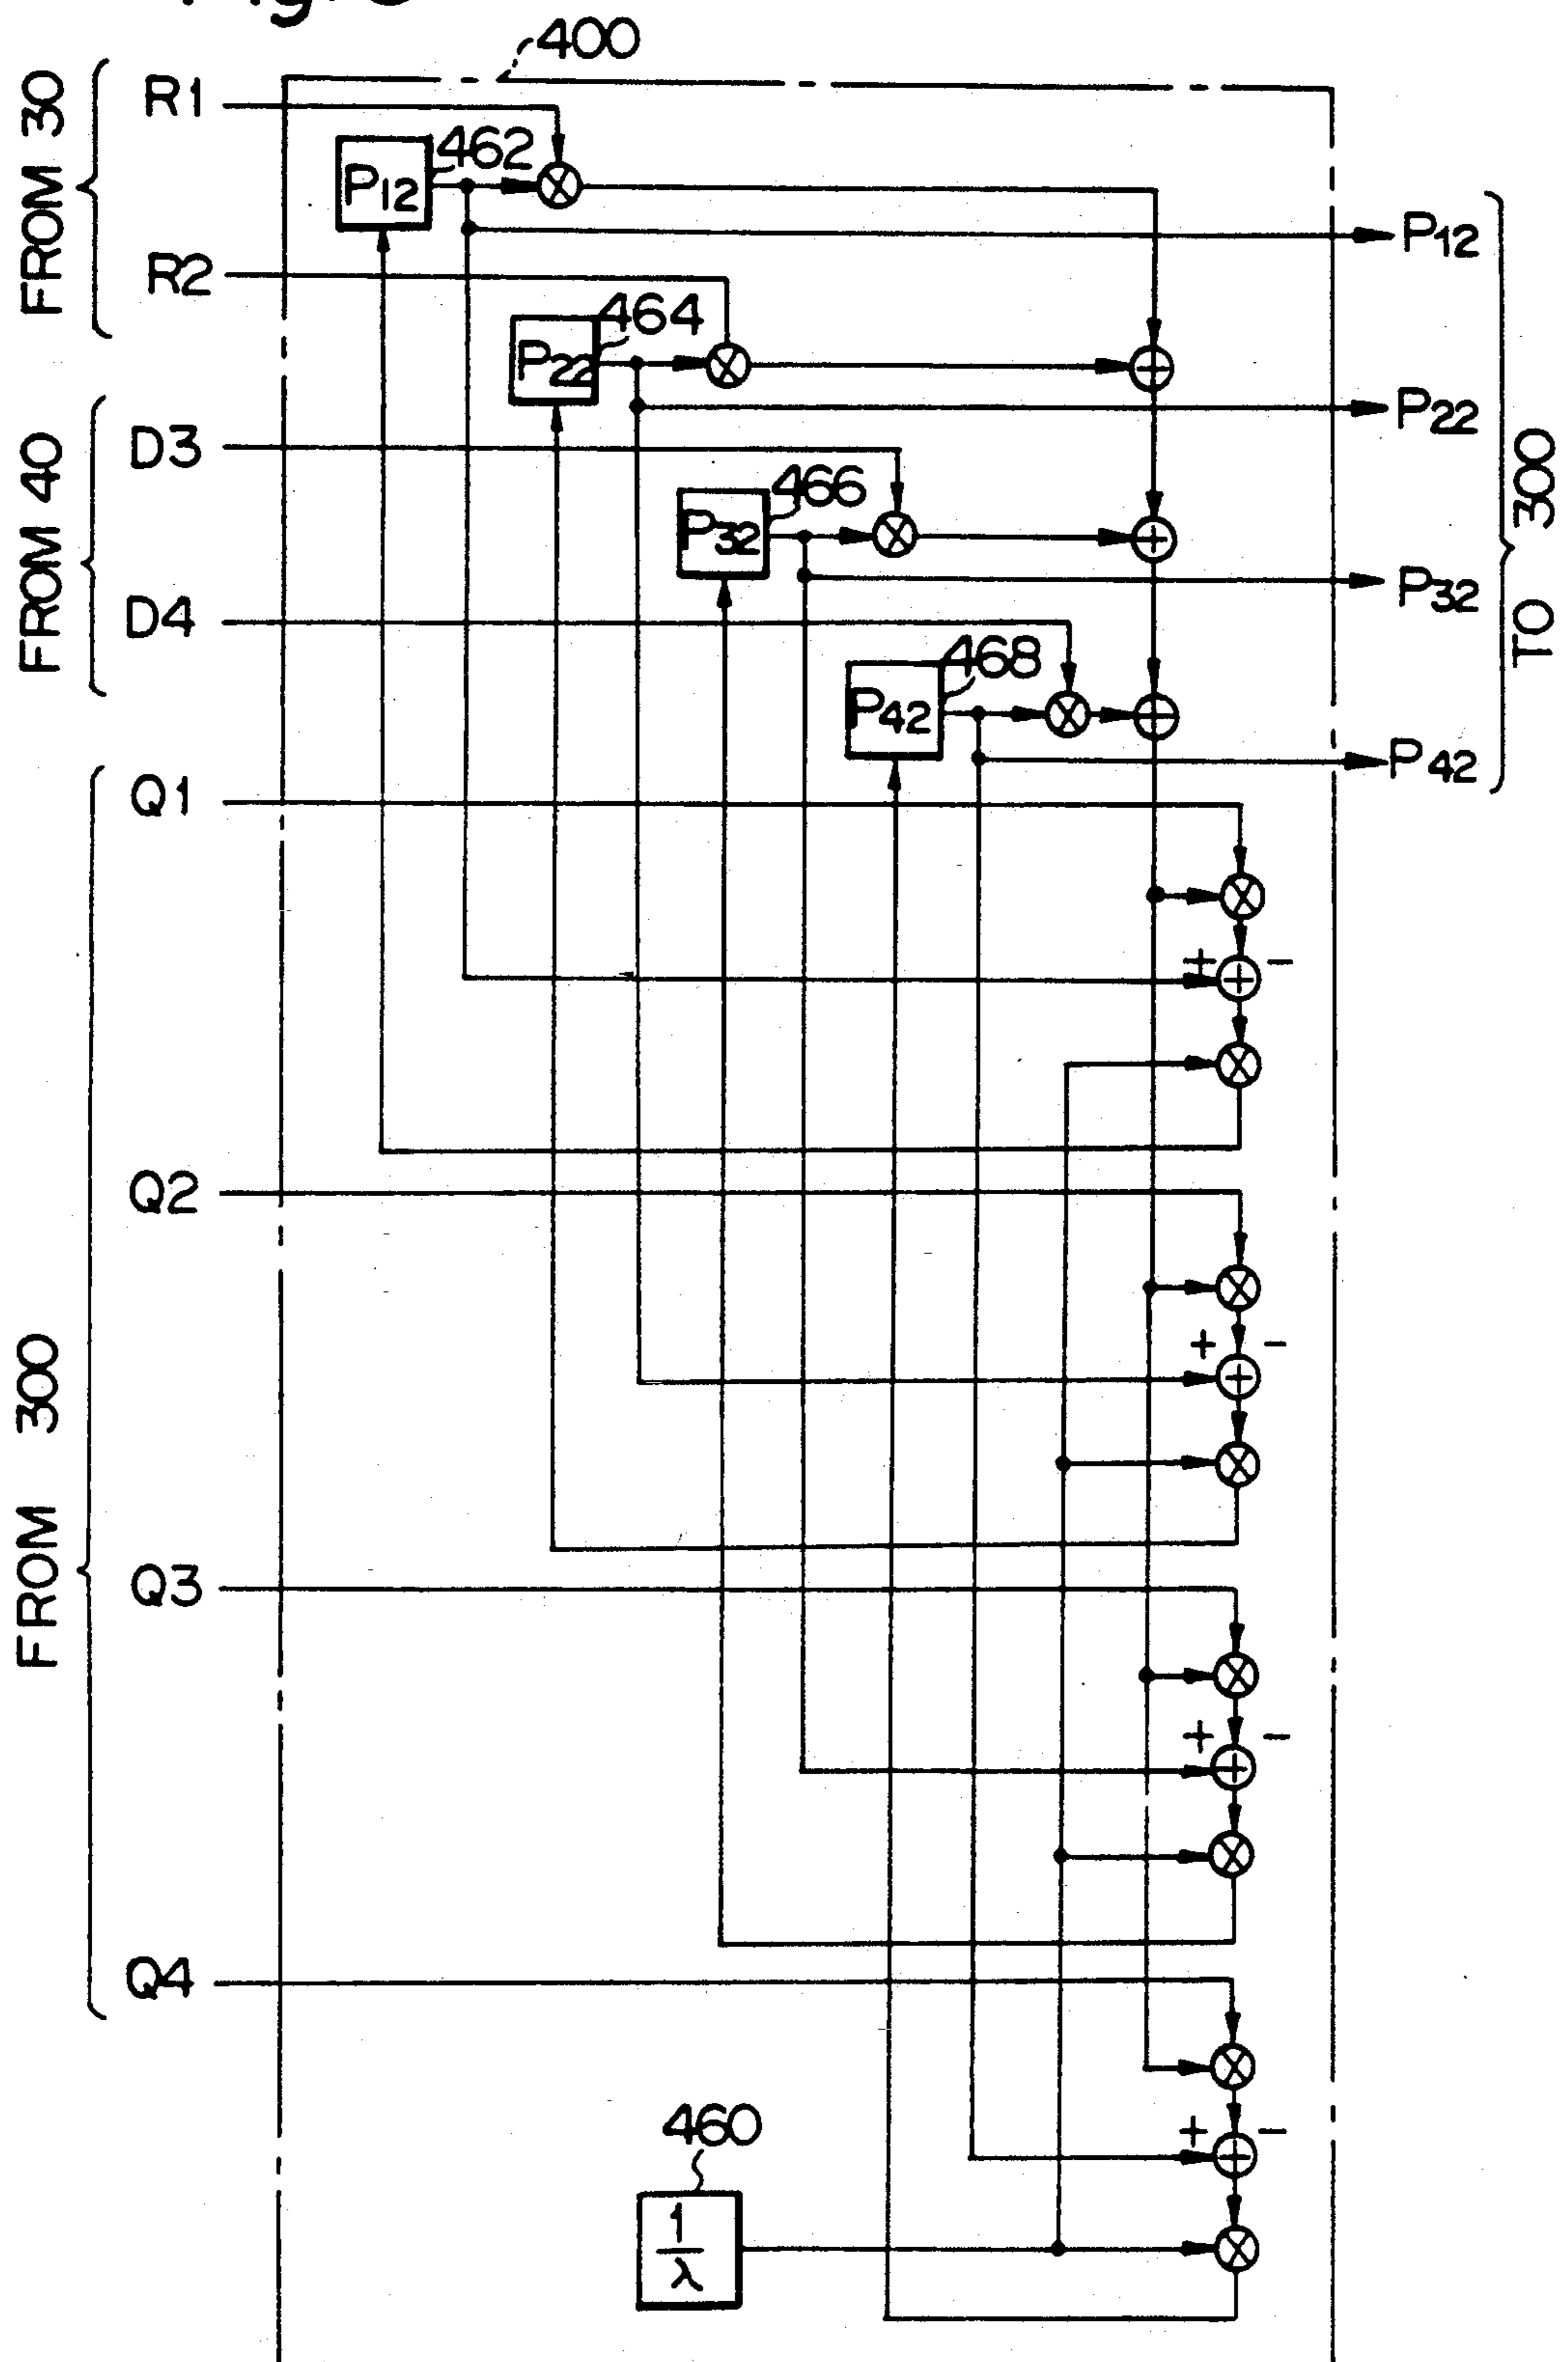 400
FROM 30
R1
462
P12
P12
R2
464
P22
P22
FROM 40
D3
466
P32
P32
TO 300
D4
468
P42
P42
FROM 300
Q1
+ -
Q2
+ -
Q3
+ -
Q4
+ -
460
1
λ